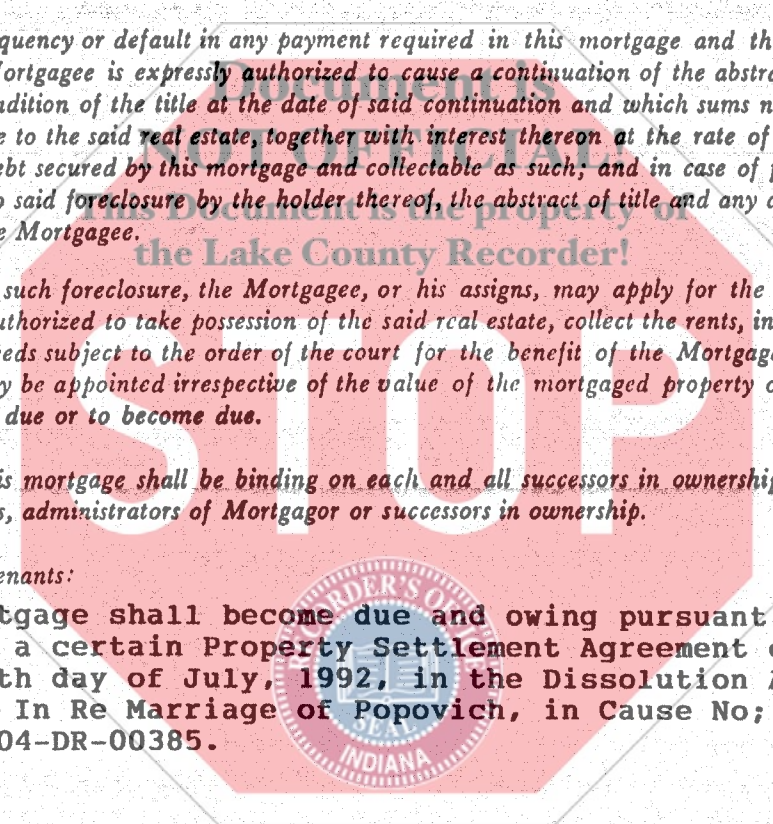 quency or default in any payment required in this mortgage and th
Mortgagee is expressly authorized to cause a continuation of the abstra
ndition of the title at the date of said continuation and which sums n
e to the said real estate, together with interest thereon at the rate of
ebt secured by this mortgage and collectable as such; and in case of f
o said foreclosure by the holder thereof, the abstract of title and any c
e Mortgagee.
Document is
NOT OFFICIAL!
This Document is the property of
the Lake County Recorder!
such foreclosure, the Mortgagee, or his assigns, may apply for the
uthorized to take possession of the said real estate, collect the rents, in
eeds subject to the order of the court for the benefit of the Mortgag
y be appointed irrespective of the value of the mortgaged property o
due or to become due.
STOP
is mortgage shall be binding on each and all successors in ownership
s, administrators of Mortgagor or successors in ownership.
enants:
tgage shall become due and owing pursuant
a certain Property Settlement Agreement
th day of July, 1992, in the Dissolution
In Re Marriage of Popovich, in Cause No;
04-DR-00385.
RECORDER'S OFFICE
SEAL
INDIANA